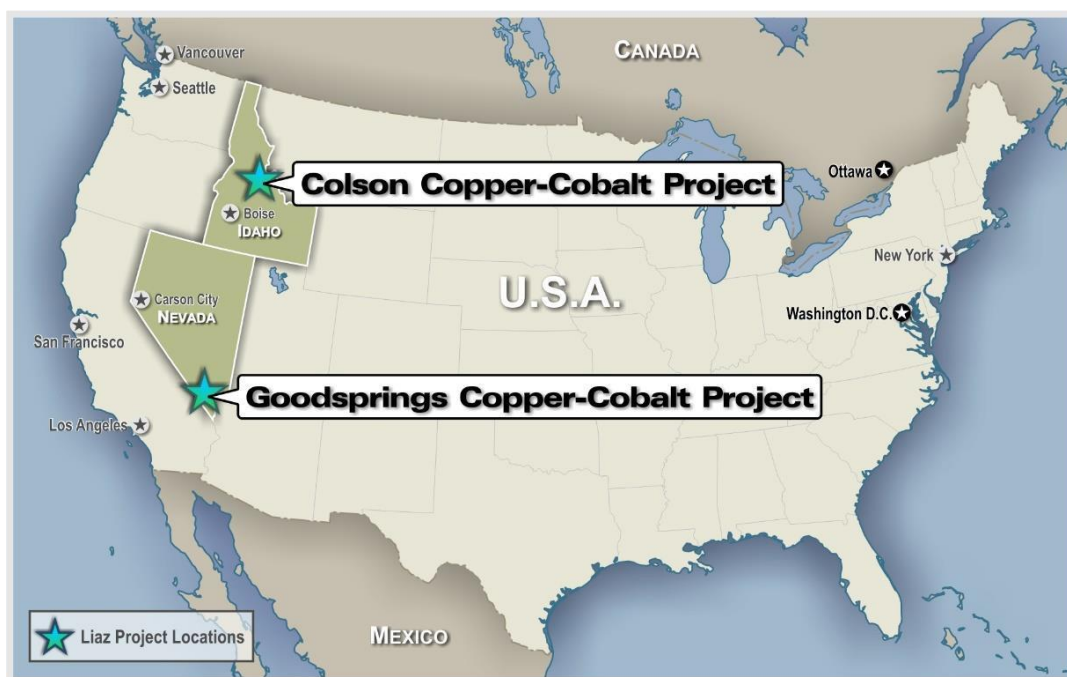 CANADA
Vancouver
Seattle
Ottawa
Colson Copper-Cobalt Project
Boise
IDAHO
New York
U.S.A.
Carson City
NEVADA
Washington D.C.
San Francisco
Goodsprings Copper-Cobalt Project
Los Angeles
MEXICO
Liaz Project Locations